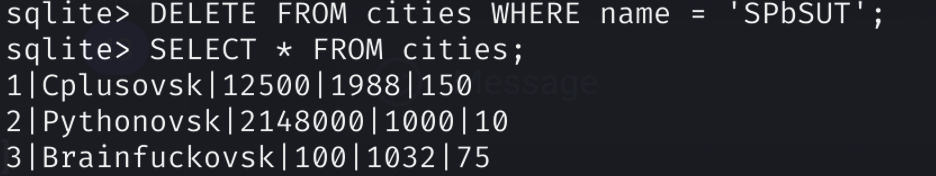 sqlite> DELETE FROM cities WHERE name = 'SPbSUT';
sqlite> SELECT * FROM cities;
1|Cplusovsk|12500|1988|150
2|Pythonovsk|2148000|1000|10
3|Brainfuckovsk|100|1032|75